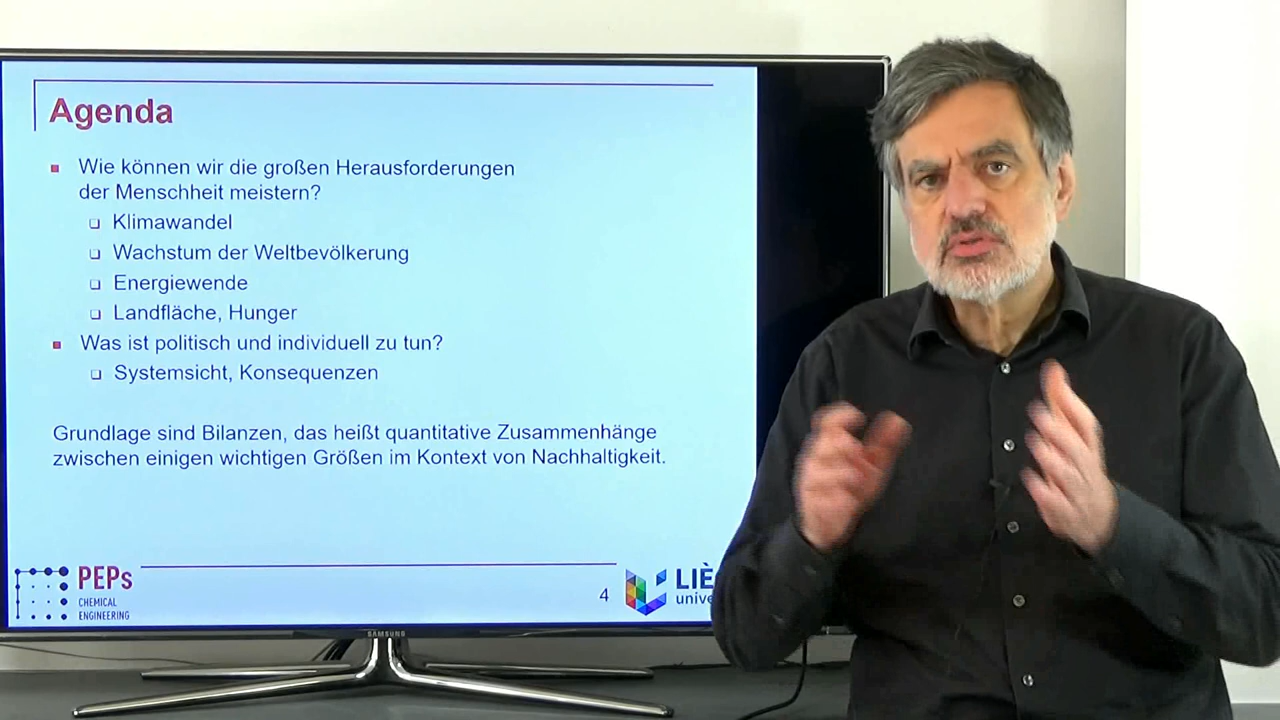 Agenda
Wie können wir die großen Herausforderungen
der Menschheit meistern?
Klimawandel
Wachstum der Weltbevölkerung
Energiewende
Landfläche, Hunger
Was ist politisch und individuell zu tun?
Systemsicht, Konsequenzen
Grundlage sind Bilanzen, das heißt quantitative Zusammenhänge
zwischen einigen wichtigen Größen im Kontext von Nachhaltigkeit.
PEPs
CHEMICAL
ENGINEERING
4
LIÈ
unive
SAMSUNG